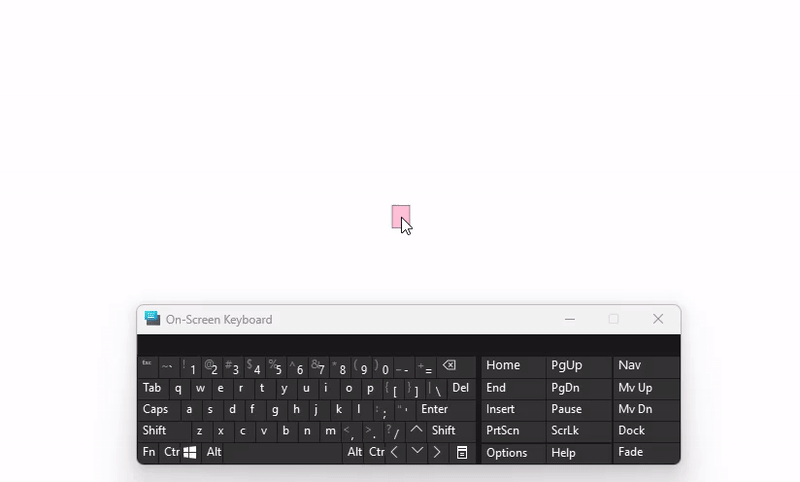 On-Screen Keyboard
Esc ~ ` ! 1 @ 2 # 3 $ 4 % 5 ^ 6 & 7 * 8 ( 9 ) 0 _ - + = Home PgUp Nav
Tab q w e r t y u i o p { [ } ] | \ Del End PgDn Mv Up
Caps a s d f g h j k l : ; " ' Enter Insert Pause Mv Dn
Shift z x c v b n m < , > . ? / Shift PrtScn ScrLk Dock
Fn Ctr Alt Alt Ctr Options Help Fade